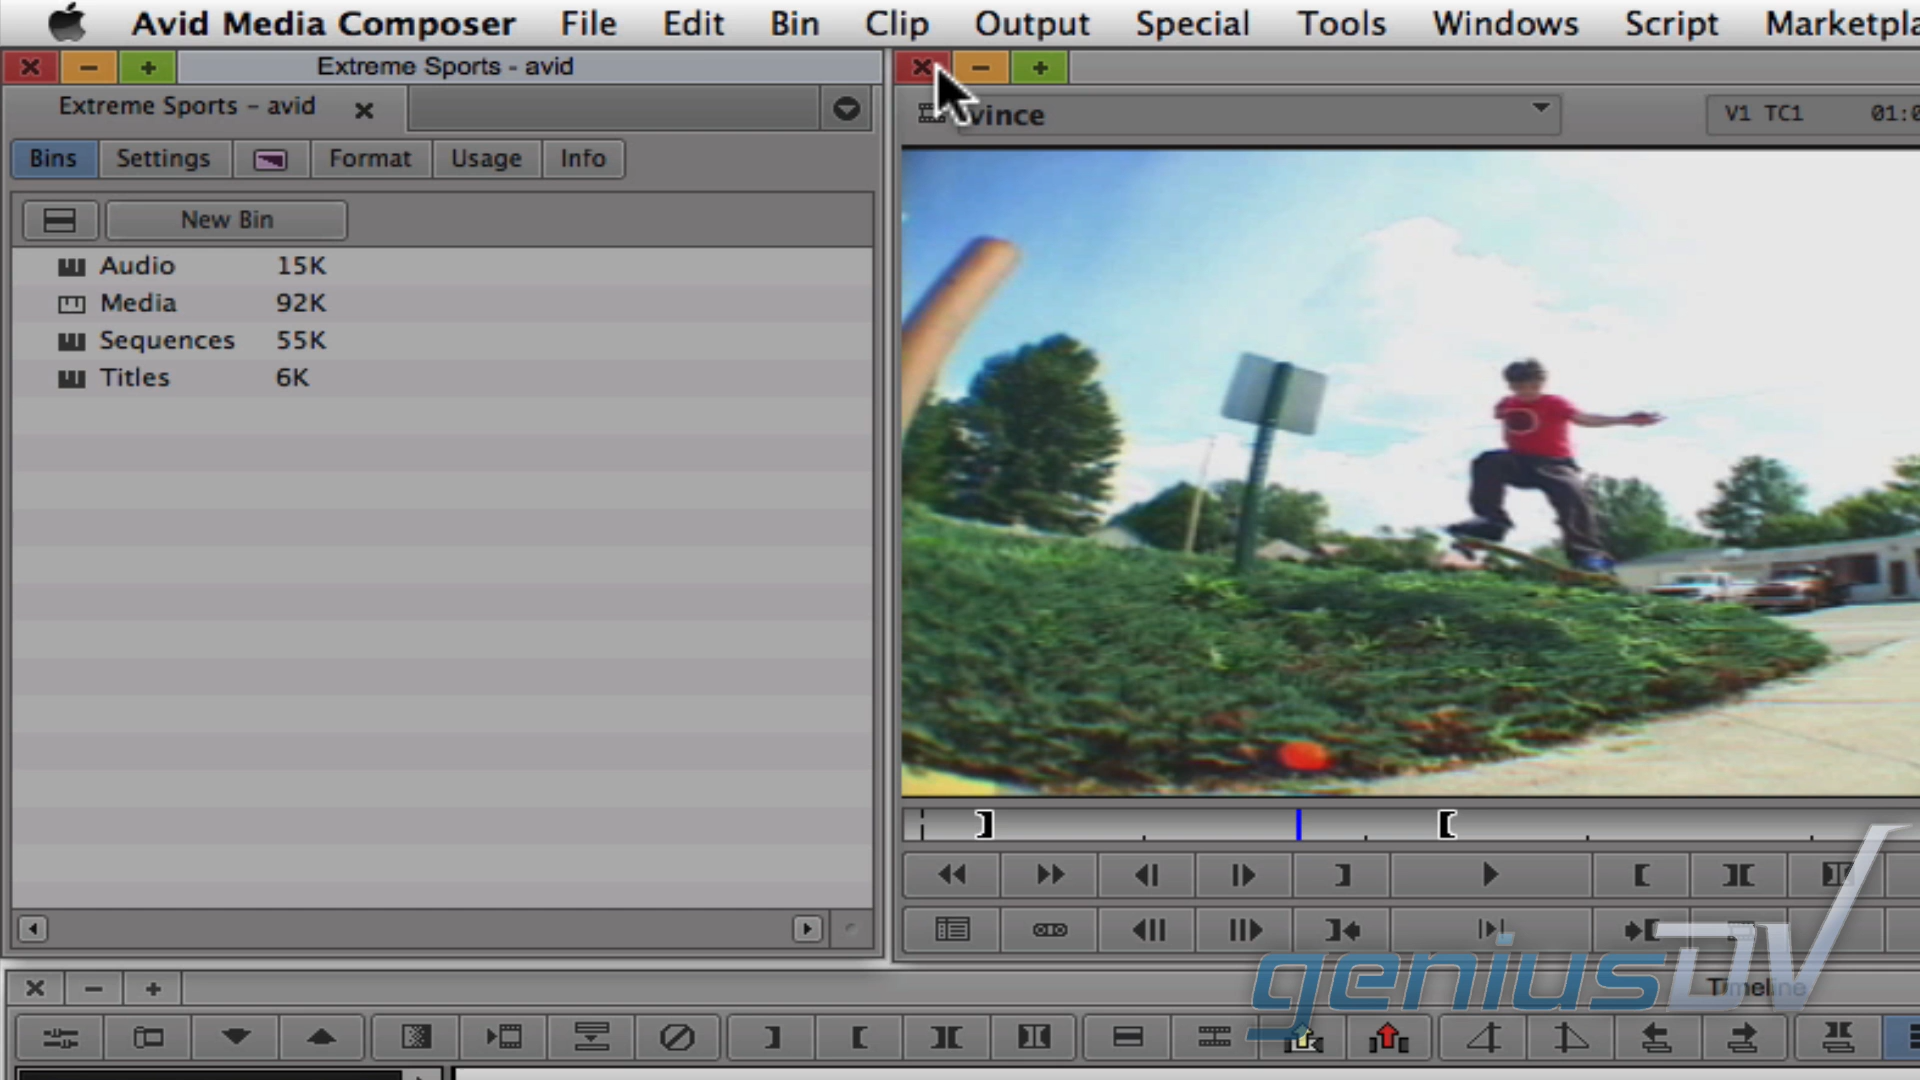 Avid Media Composer File Edit Bin Clip Output Special Tools Windows Script Marketpla
Extreme Sports - avid
Extreme Sports - avid
vince
V1 TC1 01:0
Bins Settings Format Usage Info
New Bin
Audio 15K
Media 92K
Sequences 55K
Titles 6K
geniusDV
Timeline